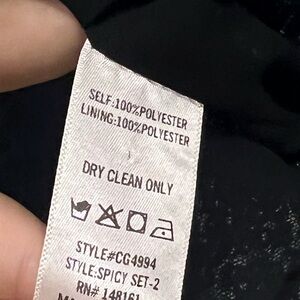 SELF:100%POLYESTER
LINING:100%POLYESTER
DRY CLEAN ONLY
STYLE#CG4994
STYLE:SPICY SET-2
RN# 148161